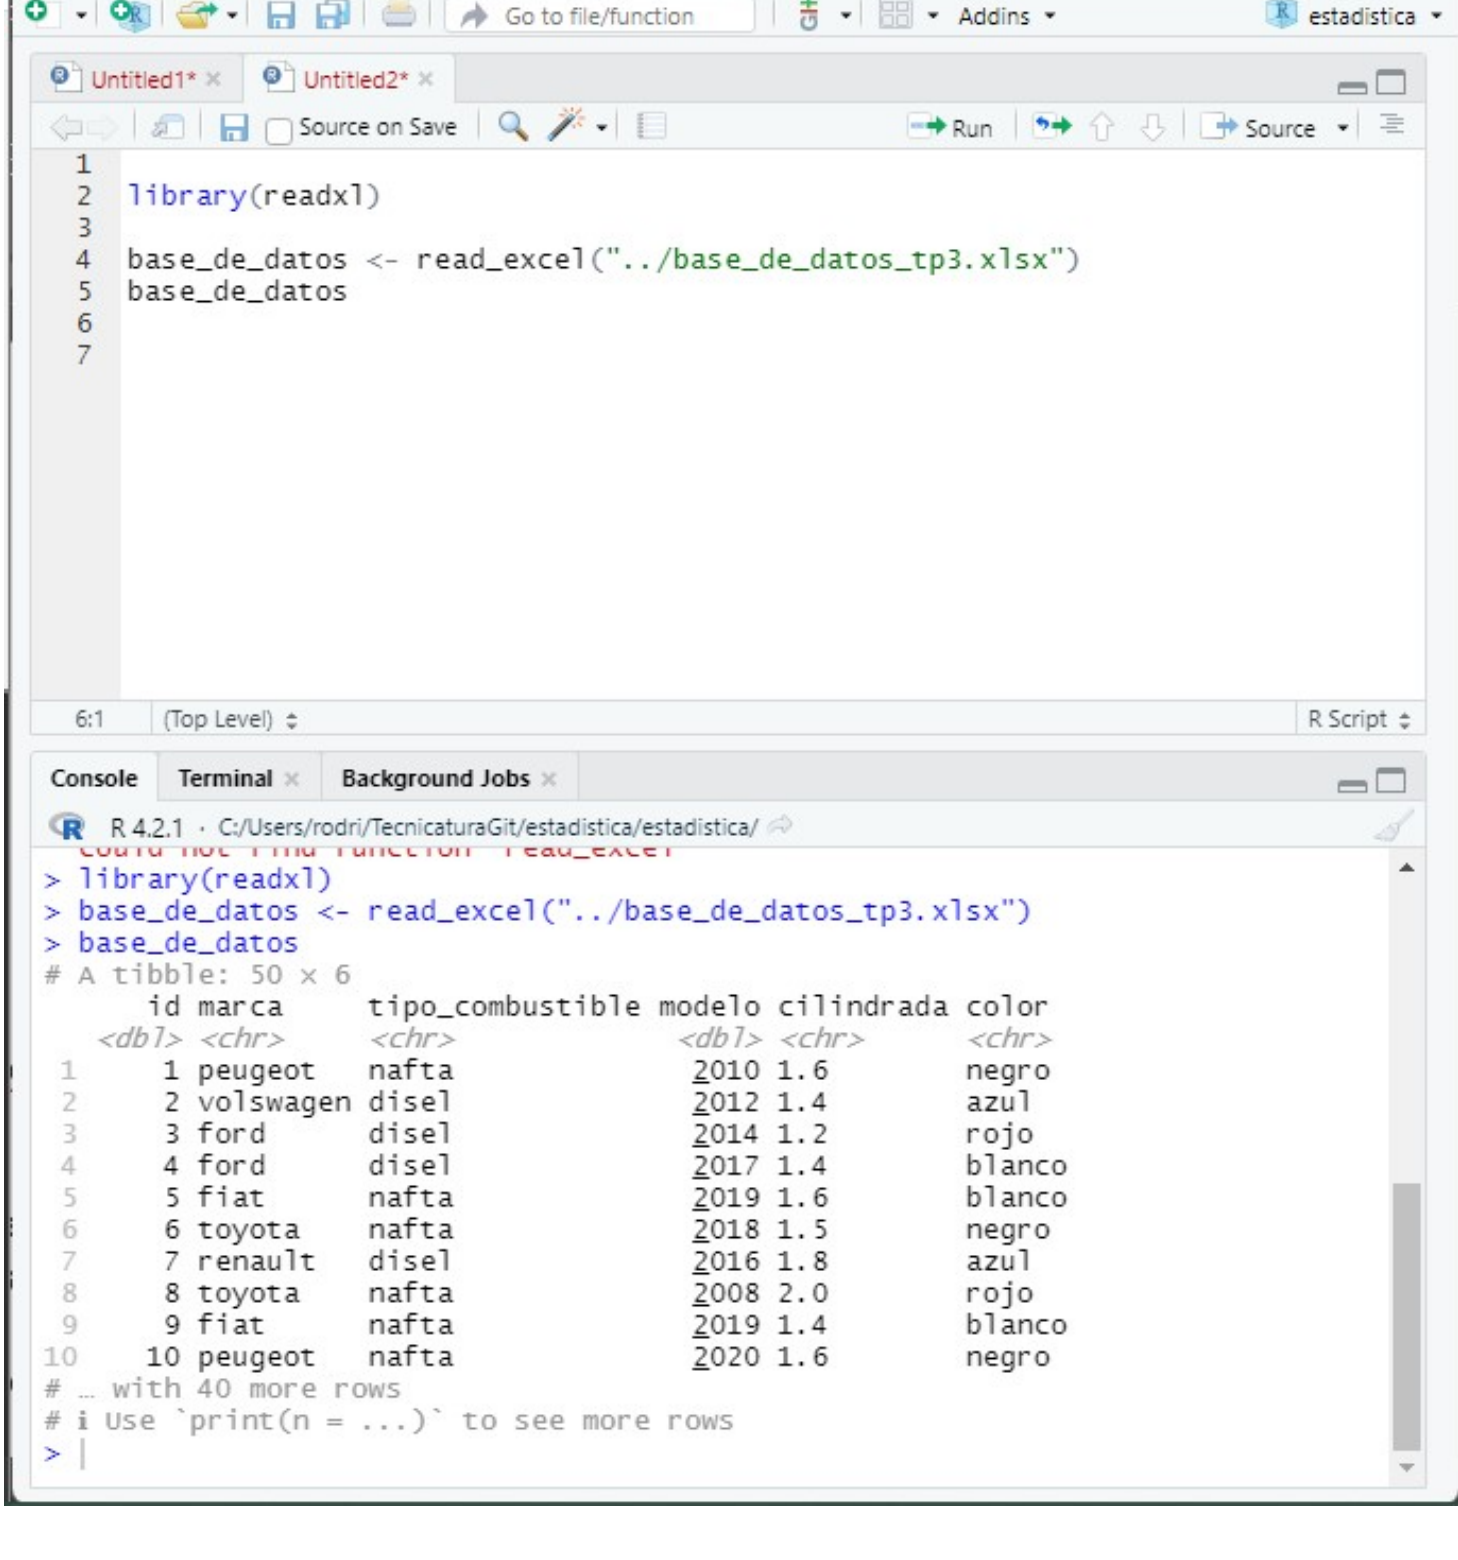 Go to file/function
Addins
estadistica
Untitled1*
Untitled2*
Source on Save
Run
Source
1
2 library(readxl)
3
4 base_de_datos <- read_excel("../base_de_datos_tp3.xlsx")
5 base_de_datos
6
7
6:1 (Top Level) R Script
Console Terminal Background Jobs
R 4.2.1 · C:/Users/rodri/TecnicaturaGit/estadistica/estadistica/
could not find function "read_excel"
> library(readxl)
> base_de_datos <- read_excel("../base_de_datos_tp3.xlsx")
> base_de_datos
# A tibble: 50 × 6
id marca tipo_combustible modelo cilindrada color
<dbl> <chr> <chr> <dbl> <chr> <chr>
1 1 peugeot nafta 2010 1.6 negro
2 2 volswagen disel 2012 1.4 azul
3 3 ford disel 2014 1.2 rojo
4 4 ford disel 2017 1.4 blanco
5 5 fiat nafta 2019 1.6 blanco
6 6 toyota nafta 2018 1.5 negro
7 7 renault disel 2016 1.8 azul
8 8 toyota nafta 2008 2.0 rojo
9 9 fiat nafta 2019 1.4 blanco
10 10 peugeot nafta 2020 1.6 negro
# … with 40 more rows
# ℹ Use `print(n = ...)` to see more rows
>